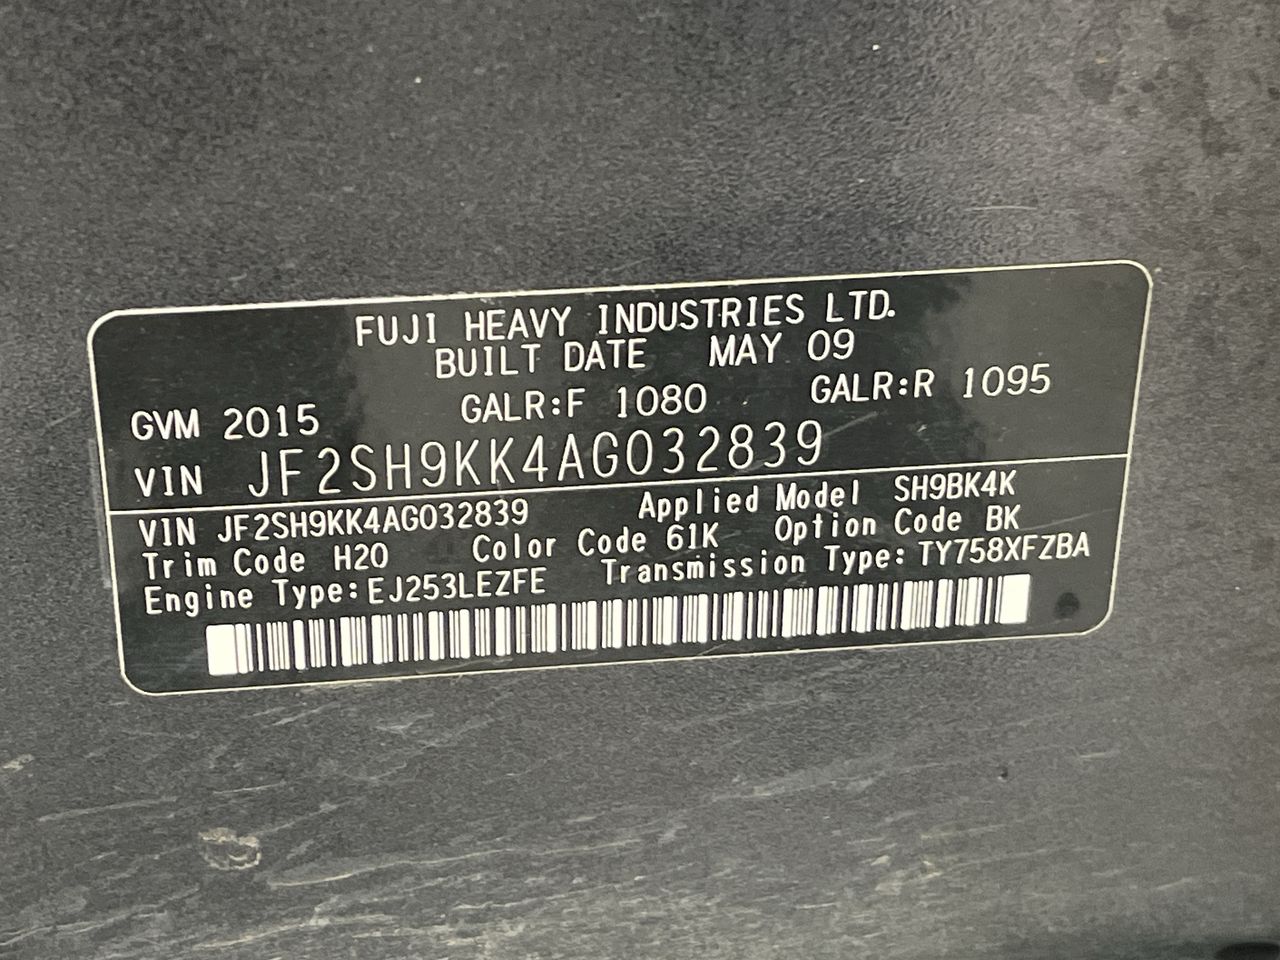 FUJI HEAVY INDUSTRIES LTD.
BUILT DATE MAY 09
GVM 2015 GALR:F 1080 GALR:R 1095
VIN JF2SH9KK4AG032839
VIN JF2SH9KK4AG032839 Applied Model SH9BK4K
Trim Code H20 Color Code 61K Option Code BK
Engine Type:EJ253LEZFE Transmission Type:TY758XFZBA